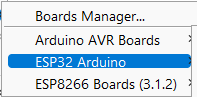 Boards Manager...
Arduino AVR Boards
ESP32 Arduino
ESP8266 Boards (3.1.2)